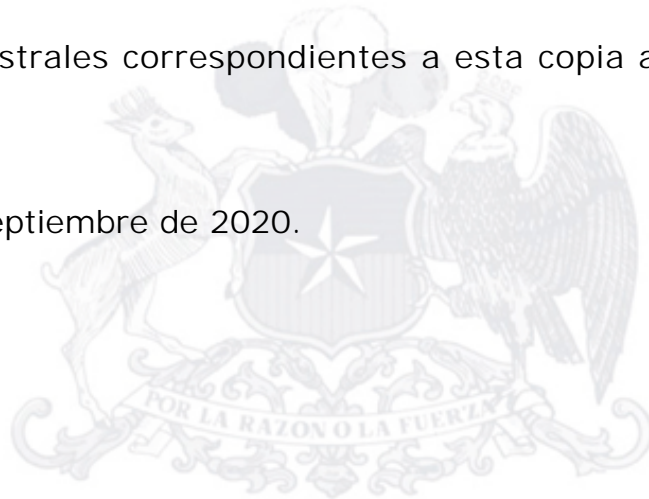 strales correspondientes a esta copia a
eptiembre de 2020.
POR LA RAZON O LA FUERZA